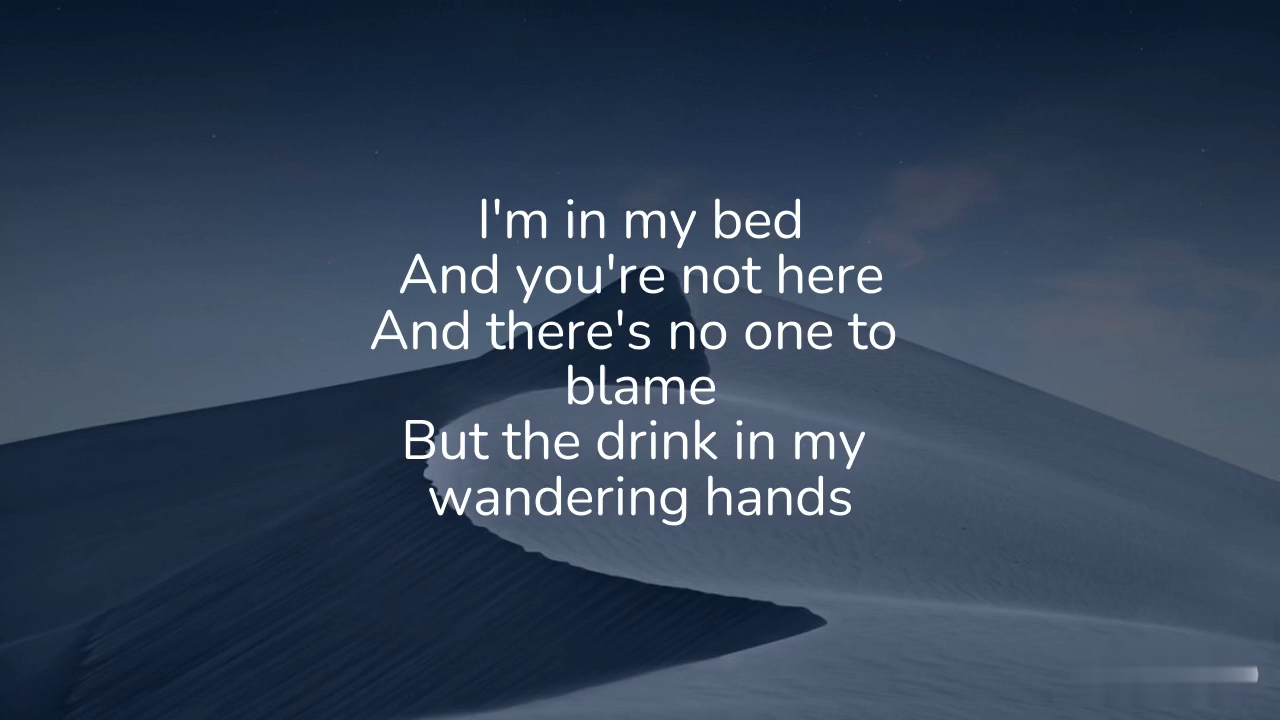 I'm in my bed
And you're not here
And there's no one to
blame
But the drink in my
wandering hands